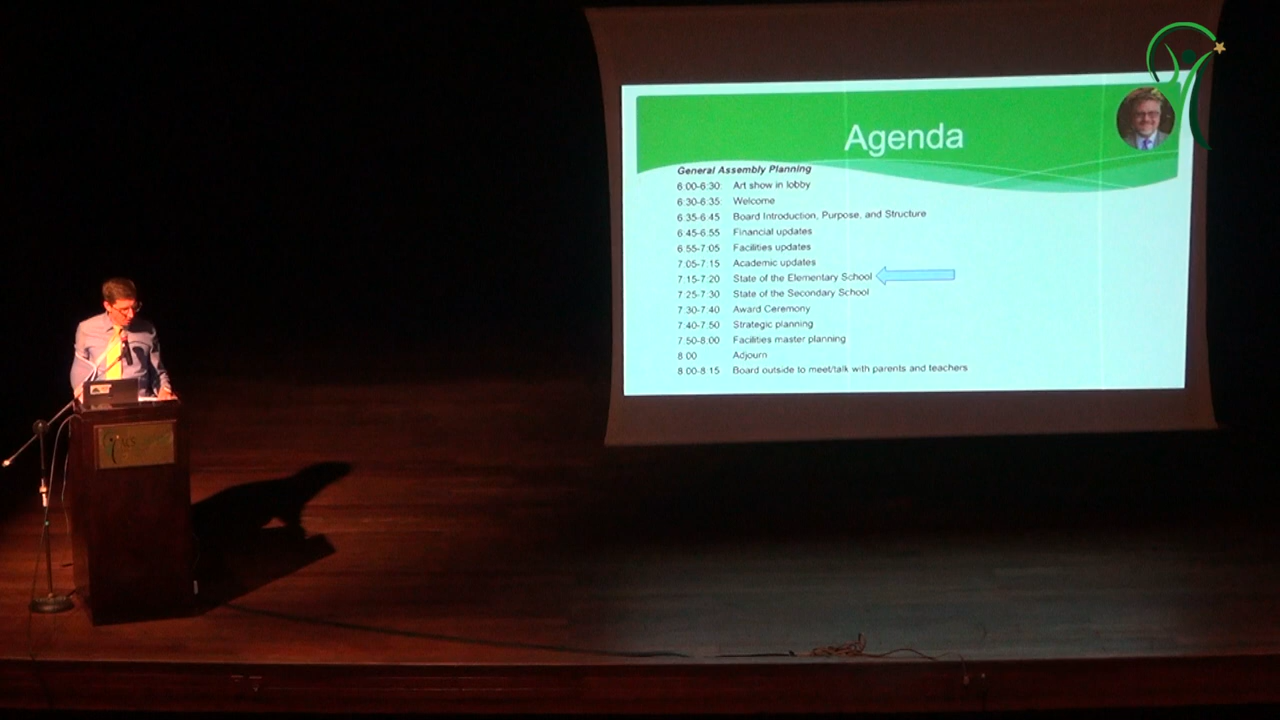 Agenda
General Assembly Planning
6:00-6:30: Art show in lobby
6:30-6:35: Welcome
6:35-6:45 Board Introduction, Purpose, and Structure
6:45-6:55 Financial updates
6:55-7:05 Facilities updates
7:05-7:15 Academic updates
7:15-7:20 State of the Elementary School
7:25-7:30 State of the Secondary School
7:30-7:40 Award Ceremony
7:40-7:50 Strategic planning
7:50-8:00 Facilities master planning
8:00 Adjourn
8:00-8:15 Board outside to meet/talk with parents and teachers
ACS